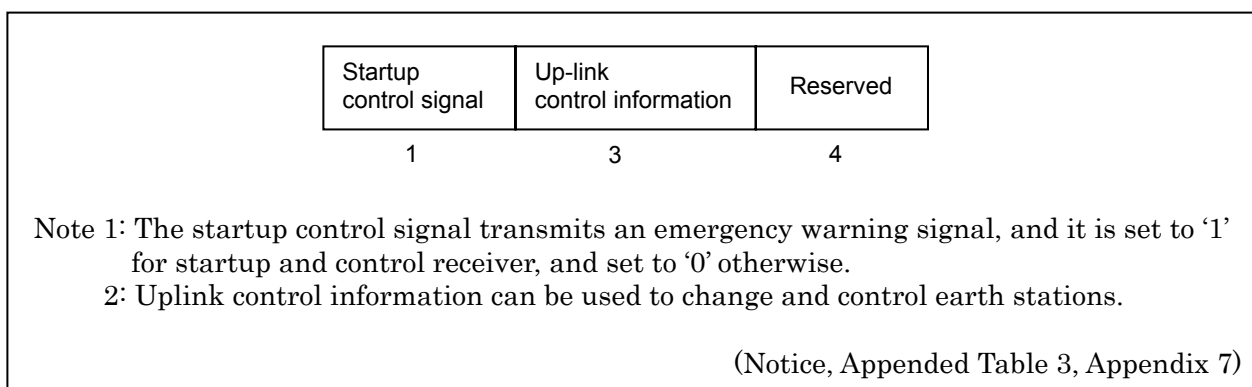 Startup
control signal
Up-link
control information
Reserved
1
3
4
Note 1: The startup control signal transmits an emergency warning signal, and it is set to ‘1’
for startup and control receiver, and set to ‘0’ otherwise.
2: Uplink control information can be used to change and control earth stations.
(Notice, Appended Table 3, Appendix 7)